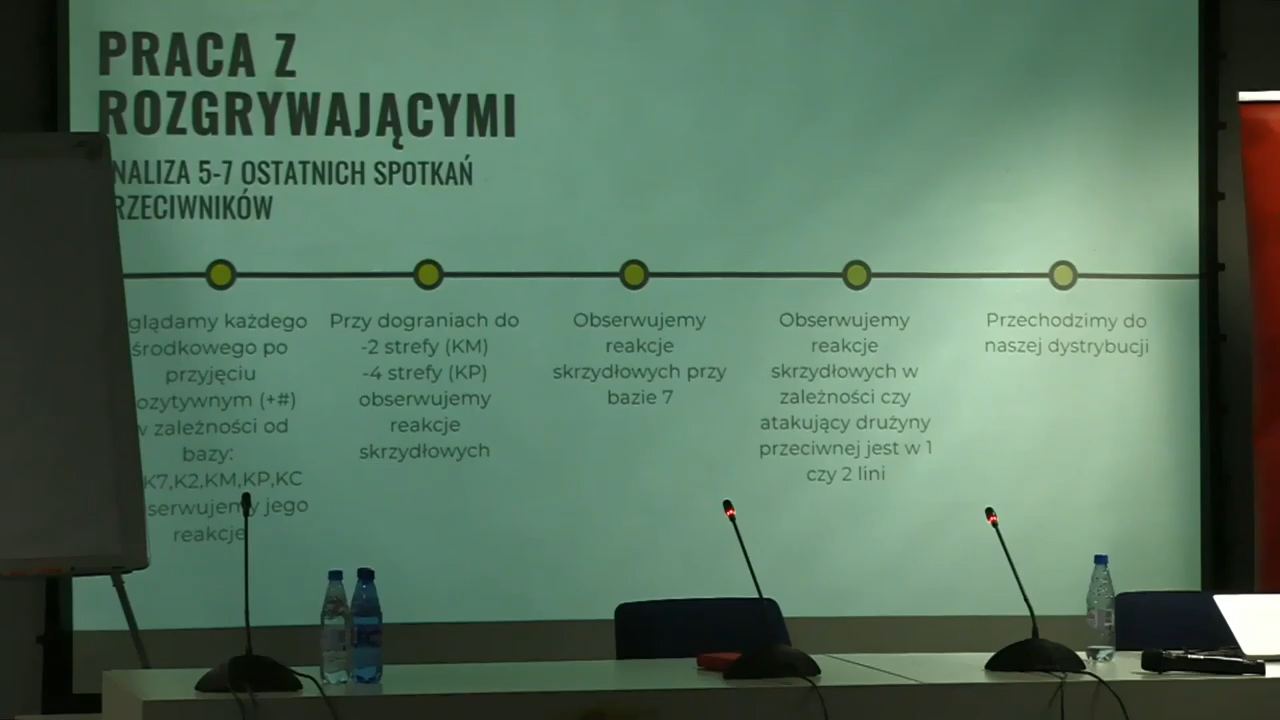 PRACA Z
ROZGRYWAJĄCYMI
NALIZA 5-7 OSTATNICH SPOTKAŃ
RZECIWNIKÓW
glądamy każdego
środkowego po
przyjęciu
ozytywnym (+#)
w zależności od
bazy:
K7,K2,KM,KP,KC
serwujemy jego
reakcje
Przy dograniach do
-2 strefy (KM)
-4 strefy (KP)
obserwujemy
reakcje
skrzydłowych
Obserwujemy
reakcje
skrzydłowych przy
bazie 7
Obserwujemy
reakcje
skrzydłowych w
zależności czy
atakujący drużyny
przeciwnej jest w 1
czy 2 lini
Przechodzimy do
naszej dystrybucji